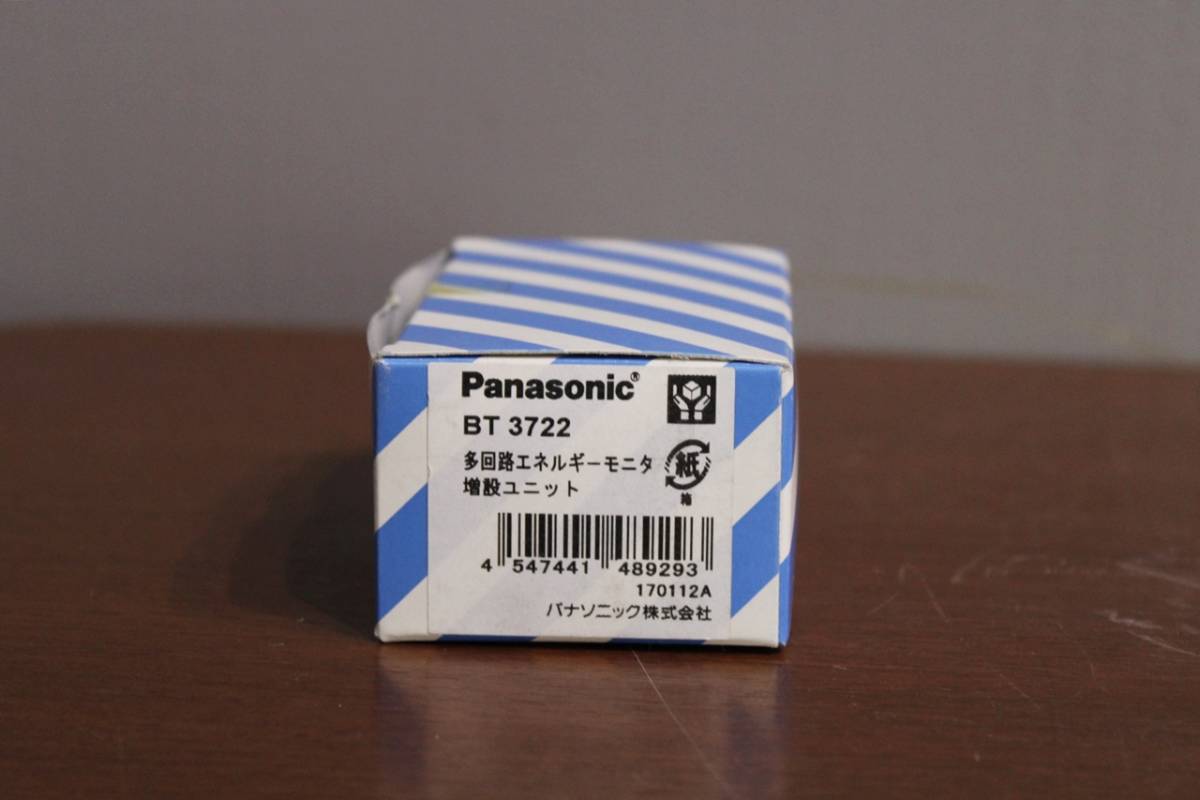 Panasonic®
BT 3722
多回路エネルギーモニタ
増設ユニット
紙
箱
4 547441 489293
170112A
パナソニック株式会社